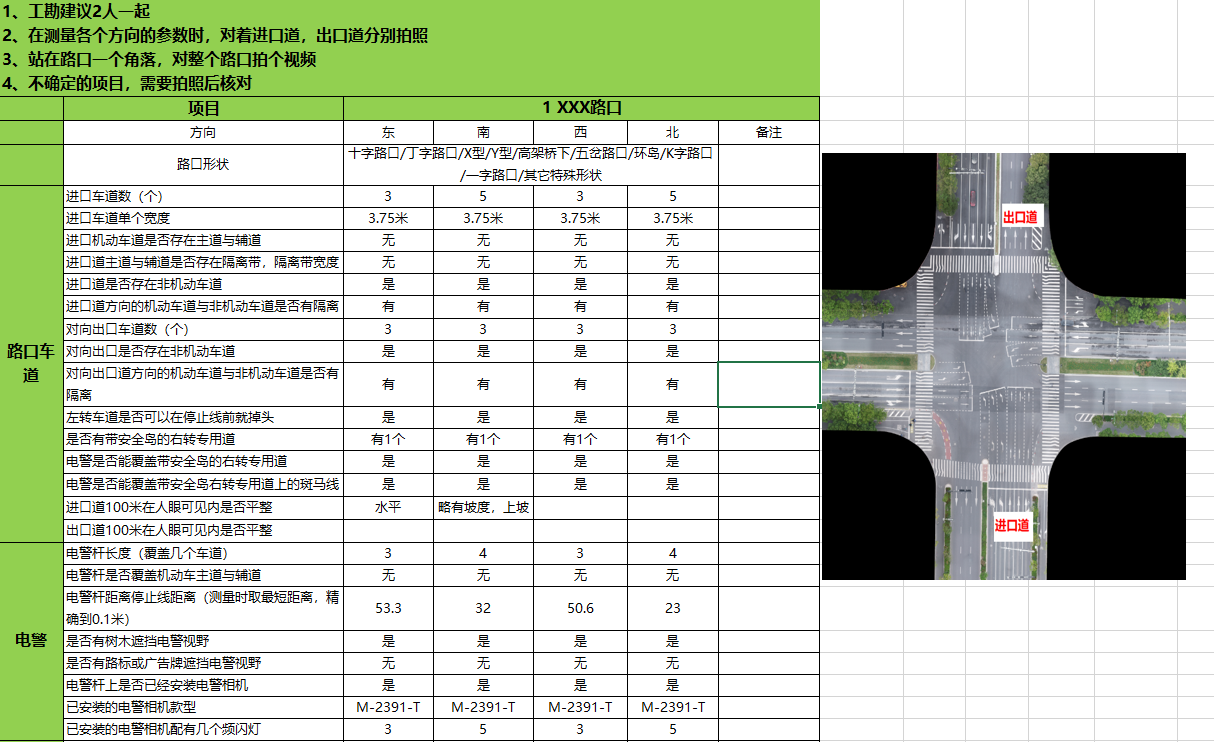 1、工勘建议2人一起
2、在测量各个方向的参数时，对着进口道，出口道分别拍照
3、站在路口一个角落，对整个路口拍个视频
4、不确定的项目，需要拍照后核对
项目 1 XXX路口
方向 东 南 西 北 备注
路口形状 十字路口/丁字路口/X型/Y型/高架桥下/五岔路口/环岛/K字路口
/一字路口/其它特殊形状
路口车
道
进口车道数（个） 3 5 3 5
进口车道单个宽度 3.75米 3.75米 3.75米 3.75米
进口机动车道是否存在主道与辅道 无 无 无 无
进口道主道与辅道是否存在隔离带，隔离带宽度 无 无 无 无
进口道是否存在非机动车道 是 是 是 是
进口道方向的机动车道与非机动车道是否有隔离 有 有 有 有
对向出口车道数（个） 3 3 3 3
对向出口是否存在非机动车道 是 是 是 是
对向出口道方向的机动车道与非机动车道是否有
隔离 有 有 有 有
左转车道是否可以在停止线前就掉头 是 是 是 是
是否有带安全岛的右转专用道 有1个 有1个 有1个 有1个
电警是否能覆盖带安全岛的右转专用道 是 是 是 是
电警是否能覆盖带安全岛右转专用道上的斑马线 是 是 是 是
进口道100米在人眼可见内是否平整 水平 略有坡度，上坡
出口道100米在人眼可见内是否平整
电警
电警杆长度（覆盖几个车道） 3 4 3 4
电警杆是否覆盖机动车主道与辅道 无 无 无 无
电警杆距离停止线距离（测量时取最短距离，精
确到0.1米） 53.3 32 50.6 23
是否有树木遮挡电警视野 是 是 是 是
是否有路标或广告牌遮挡电警视野 无 无 无 无
电警杆上是否已经安装电警相机 是 是 是 是
已安装的电警相机款型 M-2391-T M-2391-T M-2391-T M-2391-T
已安装的电警相机配有几个频闪灯 3 5 3 5
出口道
进口道